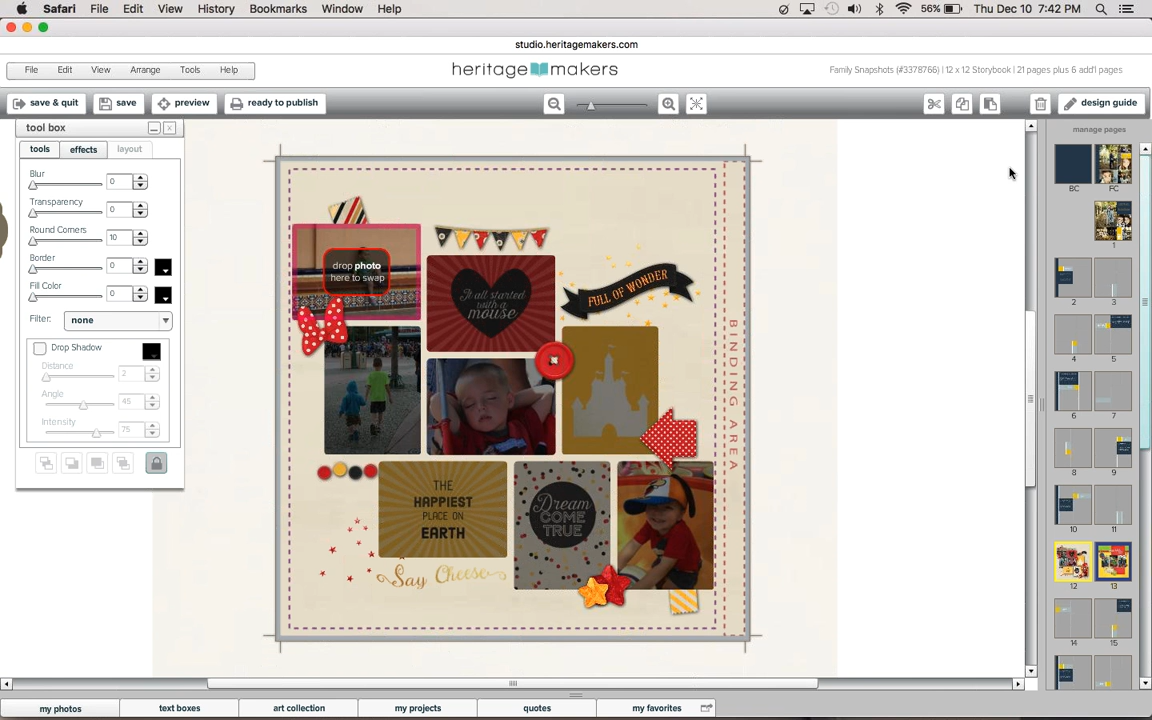 Safari File Edit View History Bookmarks Window Help 56% Thu Dec 10 7:42 PM
studio.heritagemakers.com
File Edit View Arrange Tools Help heritage makers Family Snapshots (#3378766) | 12 x 12 Storybook | 21 pages plus 6 add'l pages
save & quit save preview ready to publish design guide
tool box
manage pages
tools effects layout
Blur 0
Transparency 0
Round Corners 10
Border 0
Fill Color 0
Filter: none
Drop Shadow
Distance 2
Angle 45
Intensity 75
drop photo
here to swap
It all started
with a
mouse
FULL OF WONDER
BINDING AREA
THE
HAPPIEST
PLACE ON
EARTH
Dream
COME
TRUE
Say Cheese
BC FC
1
2 3
4 5
6 7
8 9
10 11
12 13
14 15
my photos text boxes art collection my projects quotes my favorites